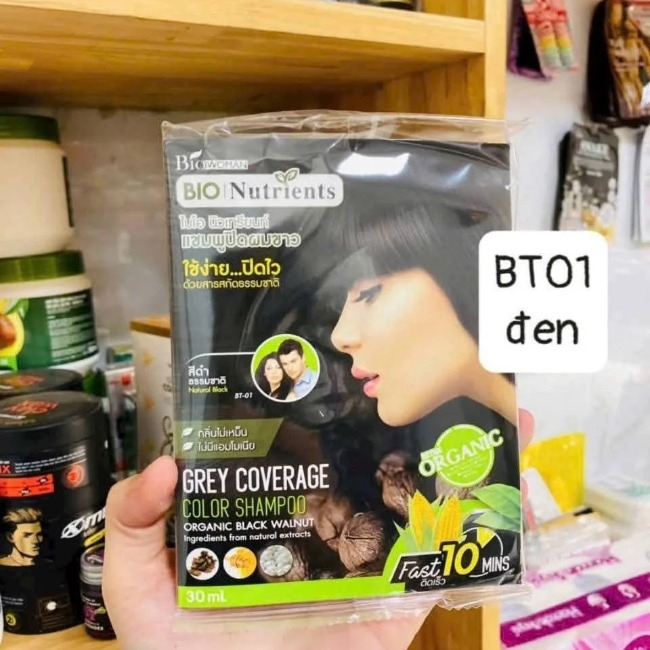 BIOWOMAN
BIO Nutrients
ไบโอ นิวเทรียนท์
แชมพูปิดผมขาว
ใช้ง่าย...ปิดไว
ด้วยสารสกัดธรรมชาติ
สีดำ
ธรรมชาติ
Natural Black
BT-01
กลิ่นไม่เหม็น
ไม่มีแอมโมเนีย
GREY COVERAGE
COLOR SHAMPOO
ORGANIC BLACK WALNUT
Ingredients from natural extracts
30 ml.
ORGANIC
Fast 10 MINS
ติดเร็ว
BT01
đen